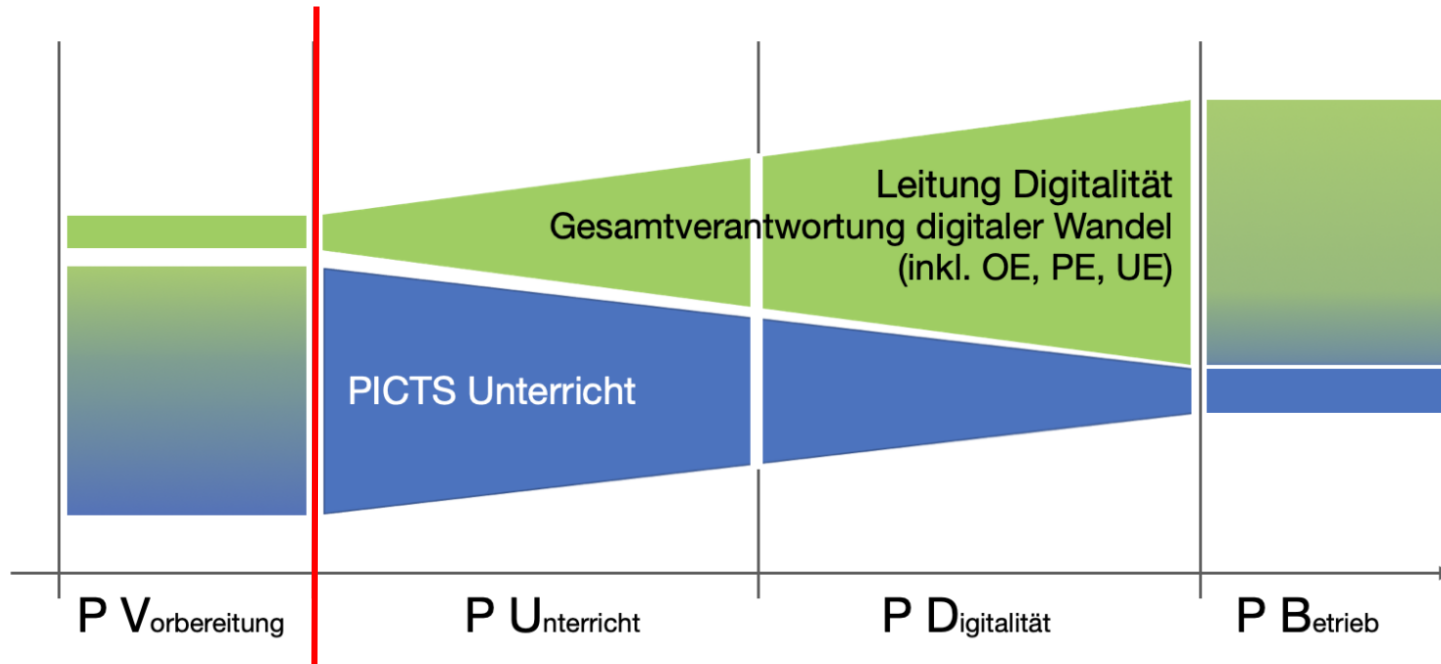 Leitung Digitalität
Gesamtverantwortung digitaler Wandel
(inkl. OE, PE, UE)
PICTS Unterricht
P Vorbereitung
P Unterricht
P Digitalität
P Betrieb